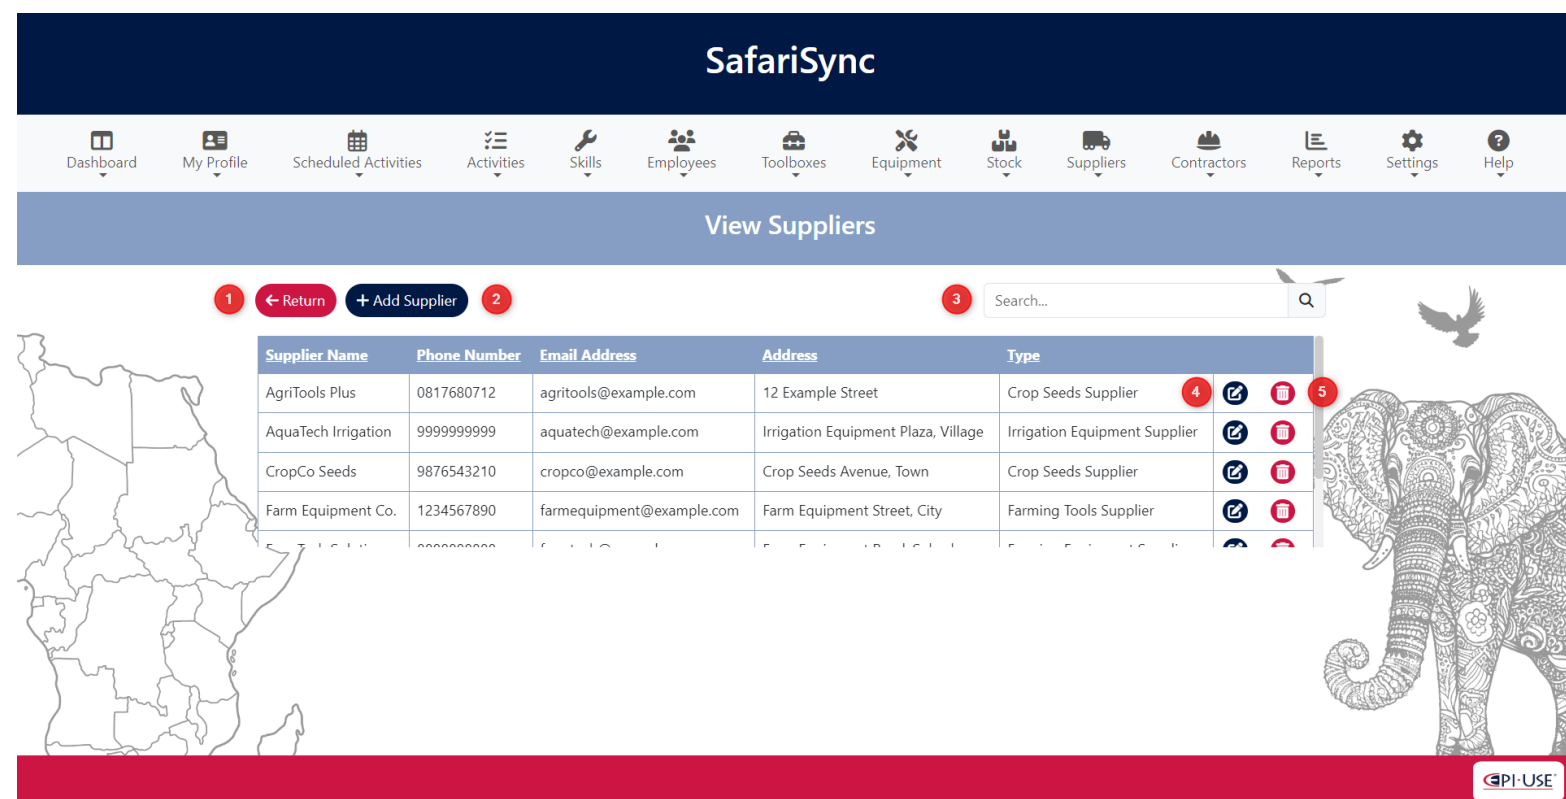 SafariSync
Dashboard My Profile Scheduled Activities Activities Skills Employees Toolboxes Equipment Stock Suppliers Contractors Reports Settings Help
View Suppliers
1 Return Add Supplier 2 3 Search...
Supplier Name Phone Number Email Address Address Type
AgriTools Plus 0817680712 agritools@example.com 12 Example Street Crop Seeds Supplier 4 5
AquaTech Irrigation 9999999999 aquatech@example.com Irrigation Equipment Plaza, Village Irrigation Equipment Supplier
CropCo Seeds 9876543210 cropco@example.com Crop Seeds Avenue, Town Crop Seeds Supplier
Farm Equipment Co. 1234567890 farmequipment@example.com Farm Equipment Street, City Farming Tools Supplier
EPI-USE